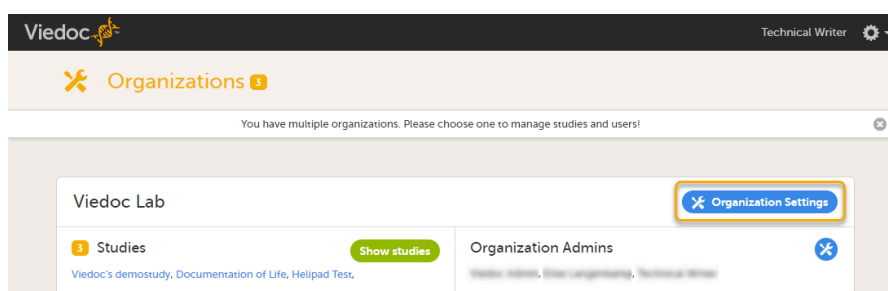 Viedoc
Technical Writer
Organizations 3
You have multiple organizations. Please choose one to manage studies and users!
Viedoc Lab
Organization Settings
3 Studies
Show studies
Organization Admins
Viedoc's demostudy, Documentation of Life, Helipad Test,